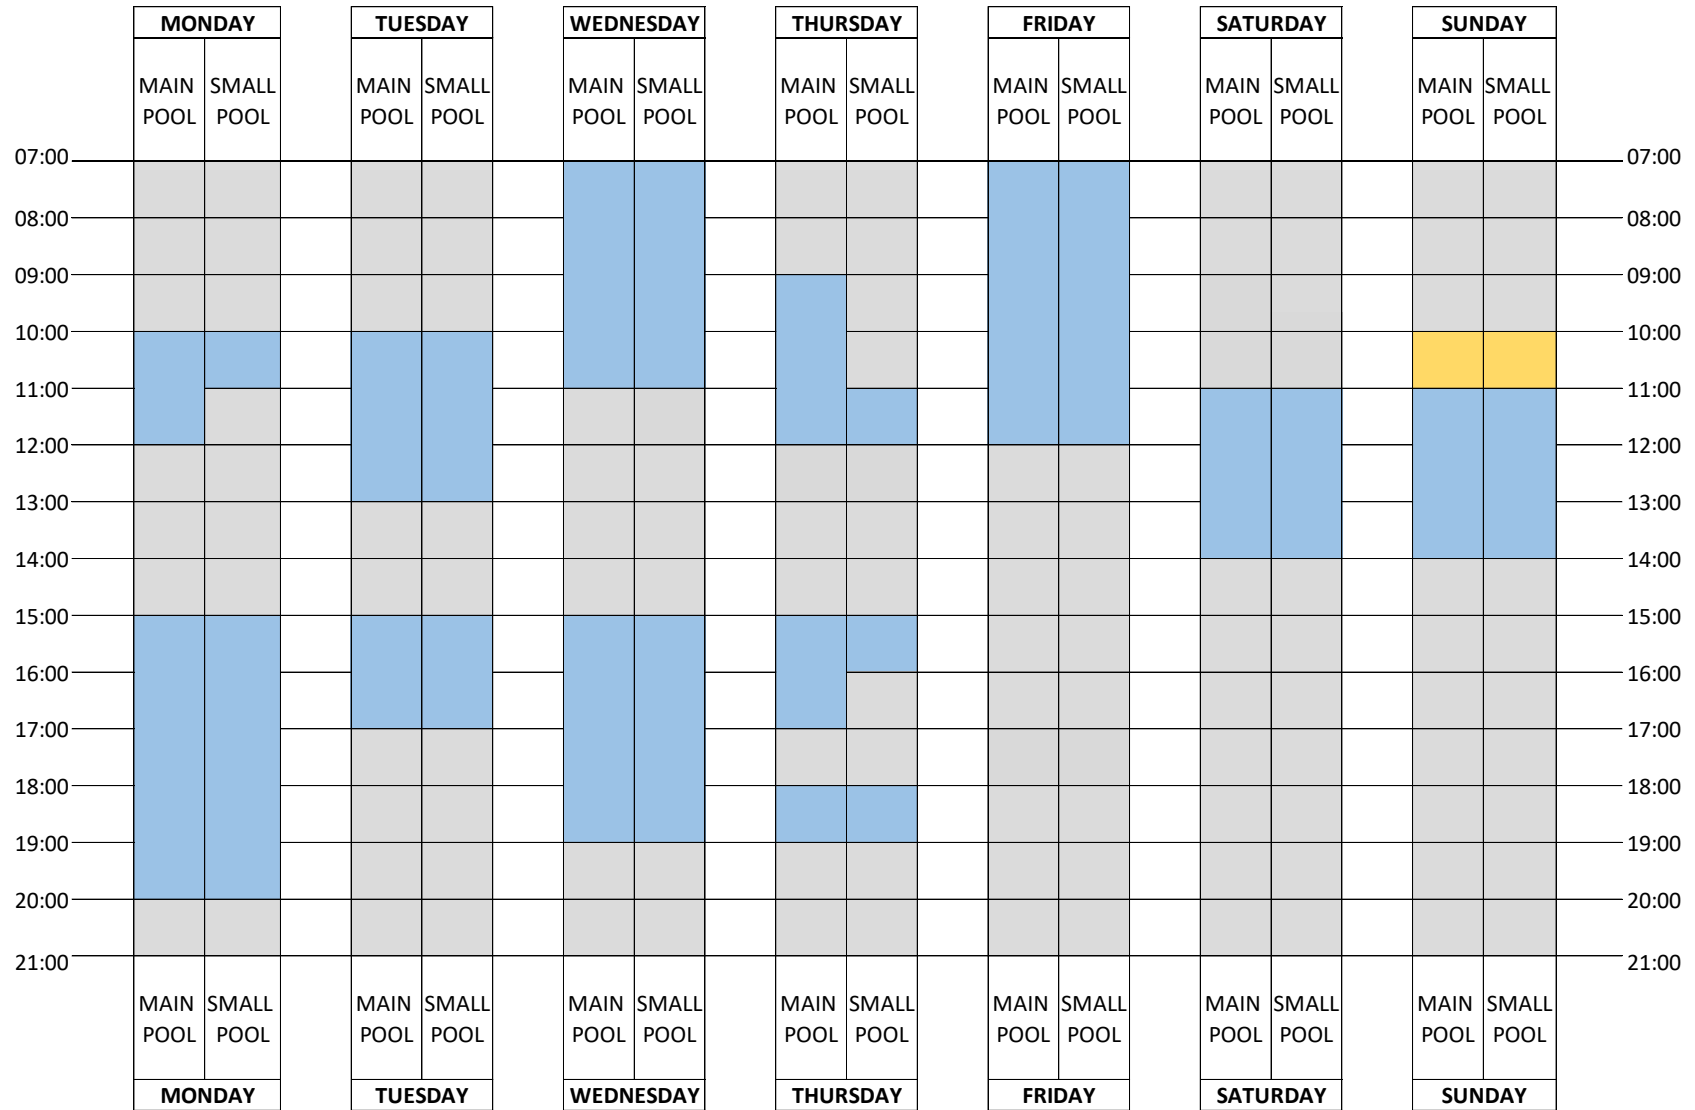 MONDAY TUESDAY WEDNESDAY THURSDAY FRIDAY SATURDAY SUNDAY
MAIN SMALL MAIN SMALL MAIN SMALL MAIN SMALL MAIN SMALL MAIN SMALL MAIN SMALL
POOL POOL POOL POOL POOL POOL POOL POOL POOL POOL POOL POOL POOL POOL
07:00 07:00
08:00 08:00
09:00 09:00
10:00 10:00
11:00 11:00
12:00 12:00
13:00 13:00
14:00 14:00
15:00 15:00
16:00 16:00
17:00 17:00
18:00 18:00
19:00 19:00
20:00 20:00
21:00 21:00
MAIN SMALL MAIN SMALL MAIN SMALL MAIN SMALL MAIN SMALL MAIN SMALL MAIN SMALL
POOL POOL POOL POOL POOL POOL POOL POOL POOL POOL POOL POOL POOL POOL
MONDAY TUESDAY WEDNESDAY THURSDAY FRIDAY SATURDAY SUNDAY